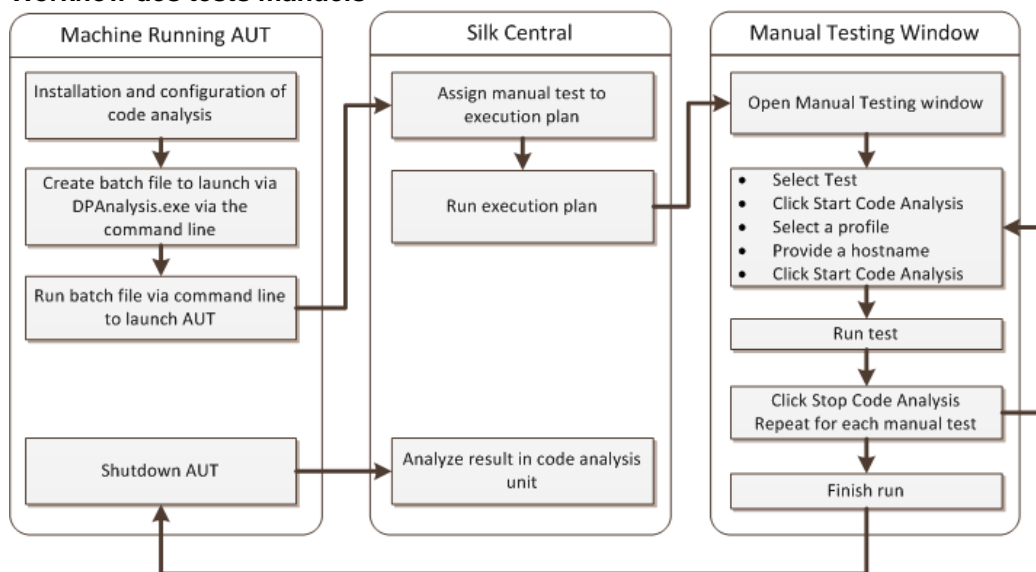 Workflow des tests manuels
Machine Running AUT
Installation and configuration of
code analysis
Create batch file to launch via
DPAnalysis.exe via the
command line
Run batch file via command line
to launch AUT
Shutdown AUT
Silk Central
Assign manual test to
execution plan
Run execution plan
Analyze result in code analysis
unit
Manual Testing Window
Open Manual Testing window
• Select Test
• Click Start Code Analysis
• Select a profile
• Provide a hostname
• Click Start Code Analysis
Run test
Click Stop Code Analysis
Repeat for each manual test
Finish run